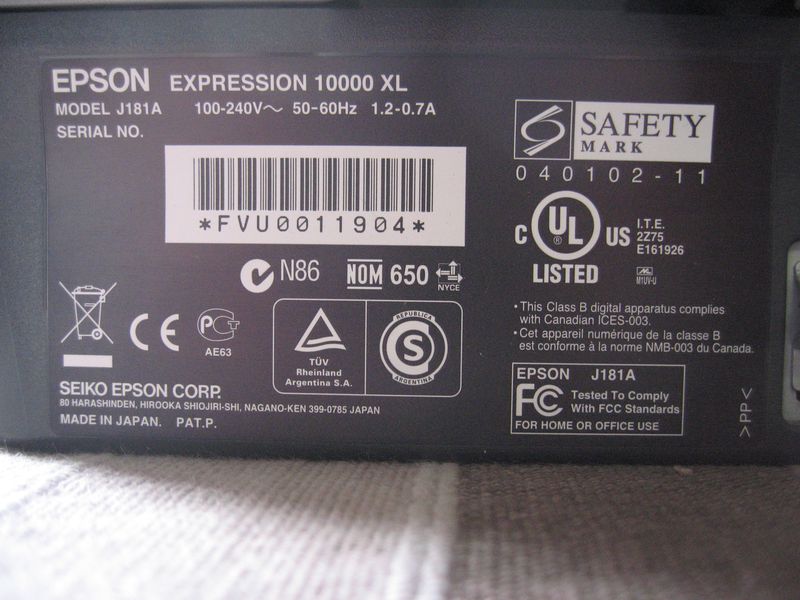 EPSON EXPRESSION 10000 XL
MODEL J181A 100-240V～ 50-60Hz 1.2-0.7A
SERIAL NO.
*FVU0011904*
SAFETY
MARK
040102-11
C UL ® US
LISTED
I.T.E.
2Z75
E161926
M1UV-U
N86
NOM 650
NYCE
CE
AE63
TÜV
Rheinland
Argentina S.A.
REPUBLICA
S
ARGENTINA
•This Class B digital apparatus complies
with Canadian ICES-003.
•Cet appareil numérique de la classe B
est conforme à la norme NMB-003 du Canada.
SEIKO EPSON CORP.
80 HARASHINDEN, HIROOKA SHIOJIRI-SHI, NAGANO-KEN 399-0785 JAPAN
MADE IN JAPAN. PAT.P.
EPSON J181A
FC Tested To Comply
With FCC Standards
FOR HOME OR OFFICE USE
>PP<